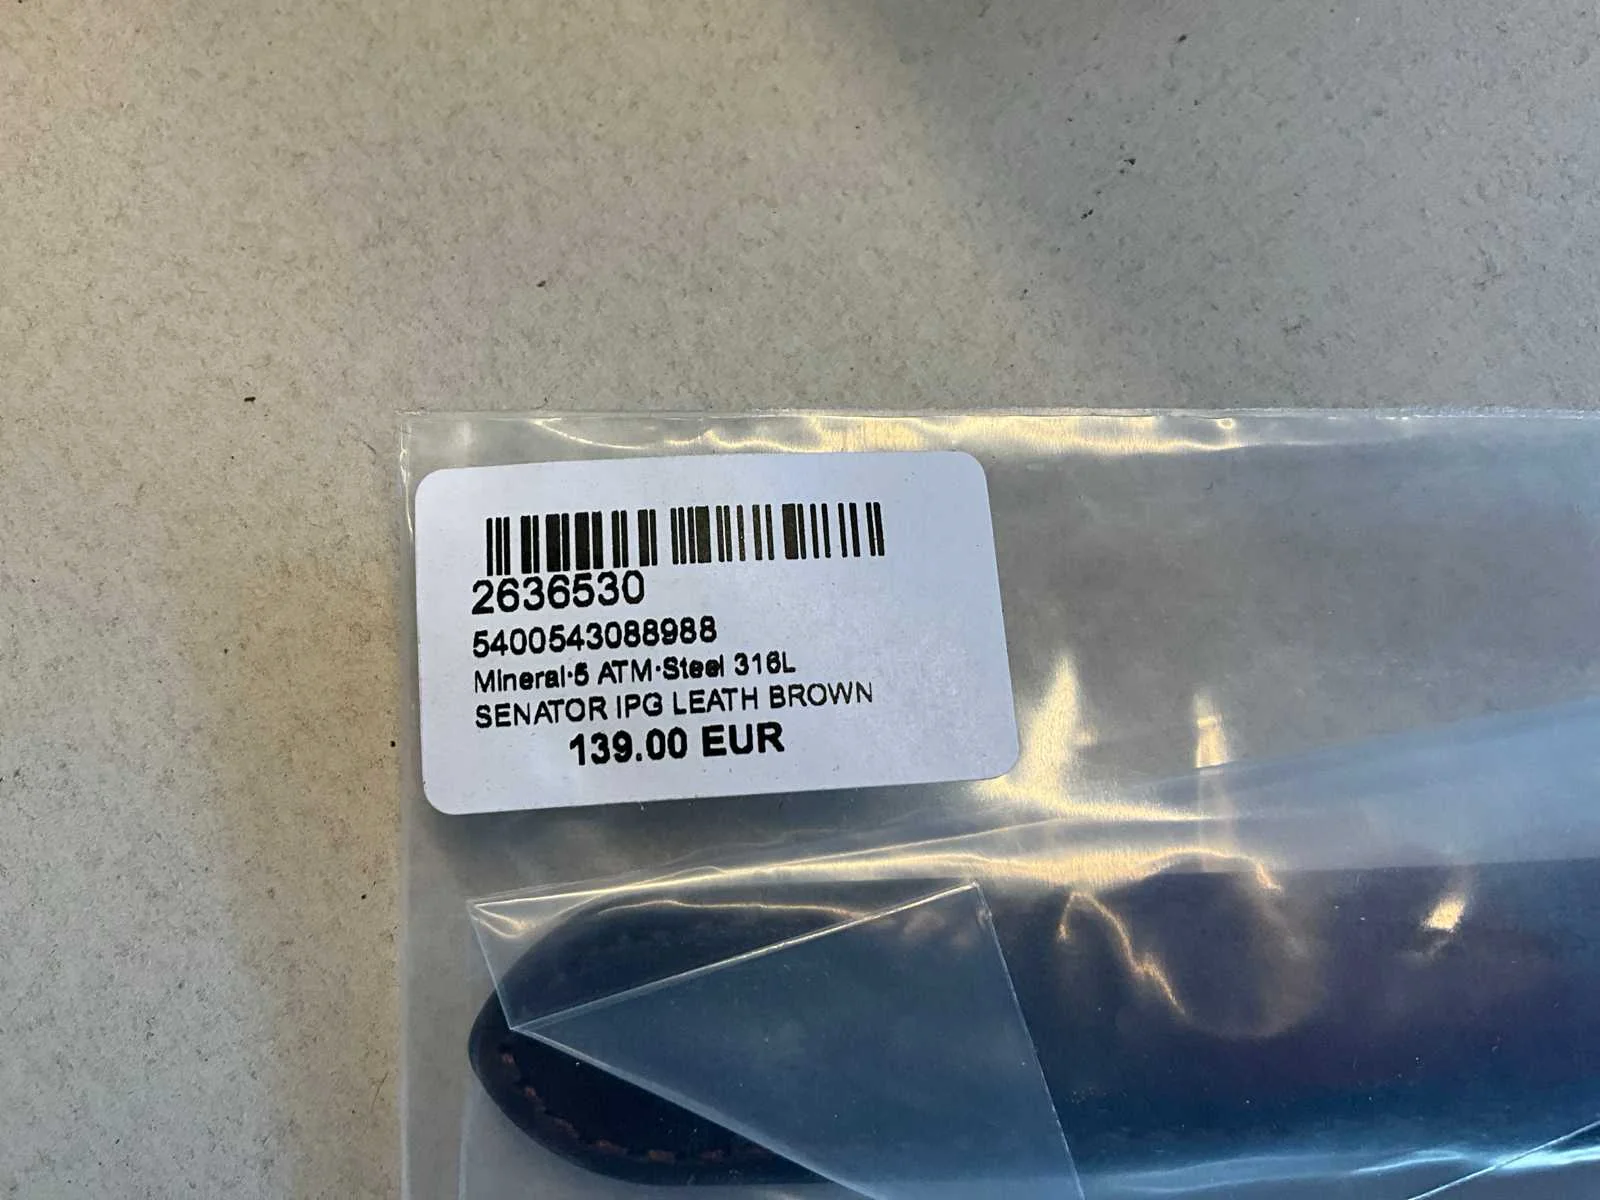 2636530
5400543088988
Mineral·5 ATM·Steel 316L
SENATOR IPG LEATH BROWN
139.00 EUR